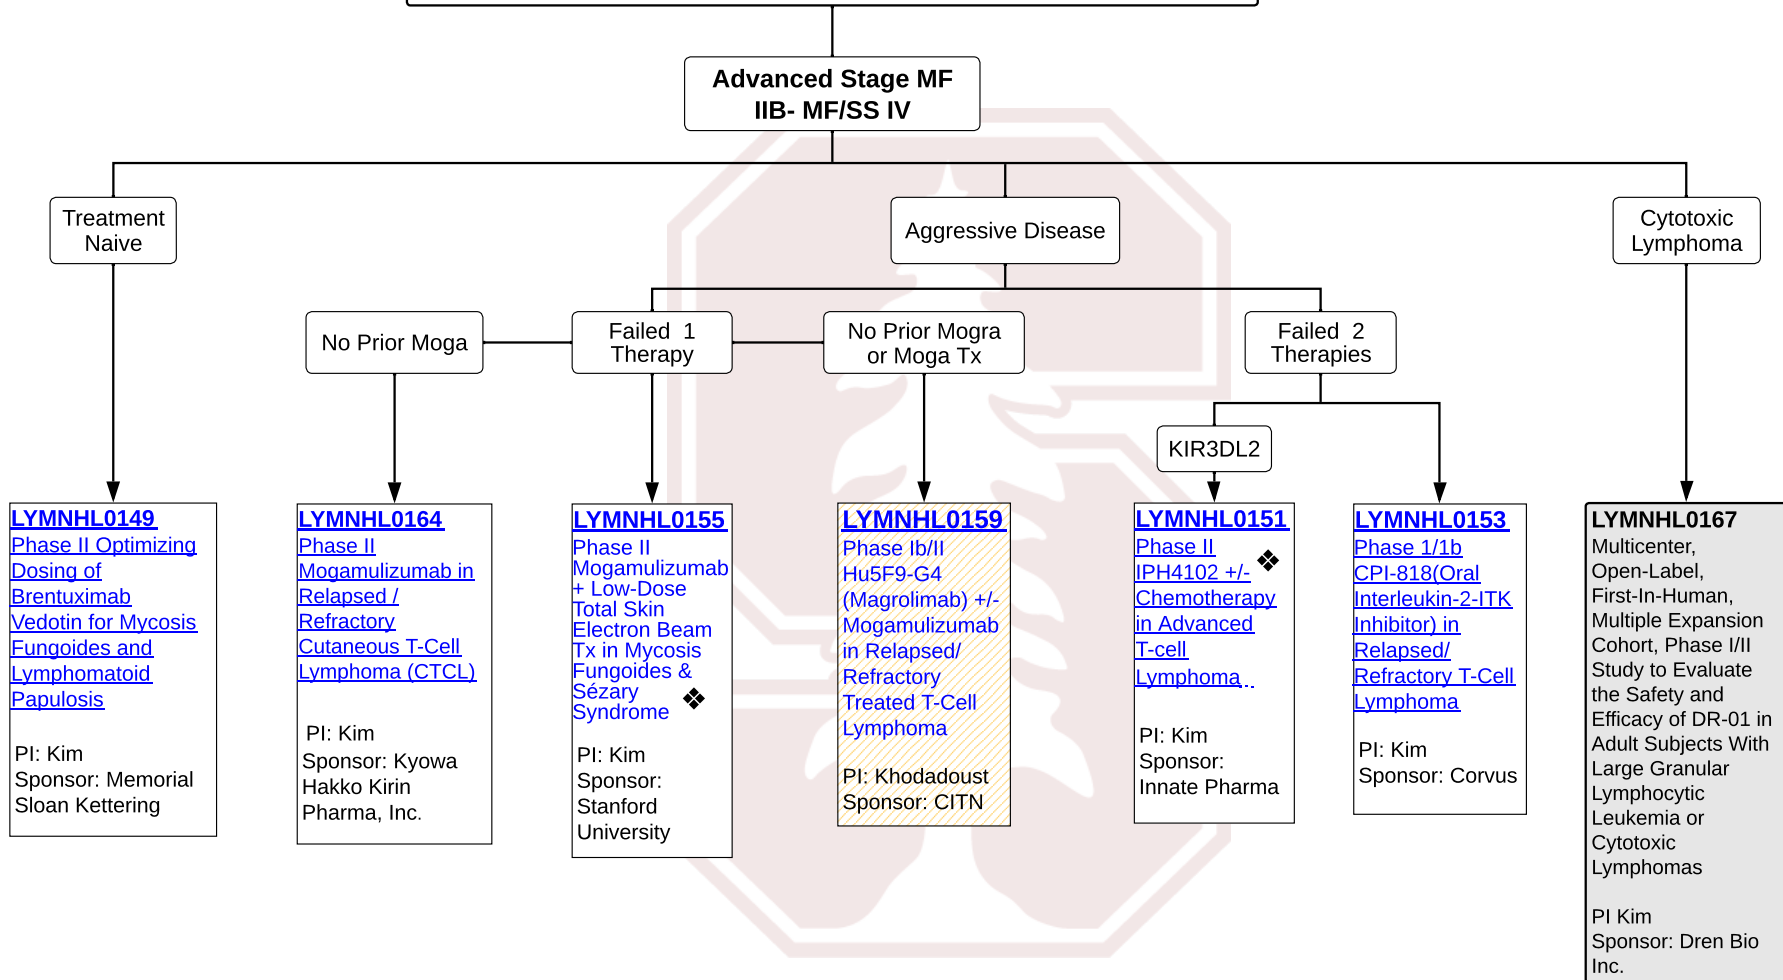 Advanced Stage MF
IIB- MF/SS IV
Treatment
Naive
Aggressive Disease
Cytotoxic
Lymphoma
No Prior Moga
Failed 1
Therapy
No Prior Mogra
or Moga Tx
Failed 2
Therapies
KIR3DL2
LYMNHL0149
Phase II Optimizing
Dosing of
Brentuximab
Vedotin for Mycosis
Fungoides and
Lymphomatoid
Papulosis
PI: Kim
Sponsor: Memorial
Sloan Kettering
LYMNHL0164
Phase II
Mogamulizumab in
Relapsed /
Refractory
Cutaneous T-Cell
Lymphoma (CTCL)
PI: Kim
Sponsor: Kyowa
Hakko Kirin
Pharma, Inc.
LYMNHL0155
Phase II
Mogamulizumab
+ Low-Dose
Total Skin
Electron Beam
Tx in Mycosis
Fungoides &
Sézary
Syndrome ❖
PI: Kim
Sponsor:
Stanford
University
LYMNHL0159
Phase Ib/II
Hu5F9-G4
(Magrolimab) +/-
Mogamulizumab
in Relapsed/
Refractory
Treated T-Cell
Lymphoma
PI: Khodadoust
Sponsor: CITN
LYMNHL0151
Phase II ❖
IPH4102 +/-
Chemotherapy
in Advanced
T-cell
Lymphoma
PI: Kim
Sponsor:
Innate Pharma
LYMNHL0153
Phase 1/1b
CPI-818(Oral
Interleukin-2-ITK
Inhibitor) in
Relapsed/
Refractory T-Cell
Lymphoma
PI: Kim
Sponsor: Corvus
LYMNHL0167
Multicenter,
Open-Label,
First-In-Human,
Multiple Expansion
Cohort, Phase I/II
Study to Evaluate
the Safety and
Efficacy of DR-01 in
Adult Subjects With
Large Granular
Lymphocytic
Leukemia or
Cytotoxic
Lymphomas
PI Kim
Sponsor: Dren Bio
Inc.